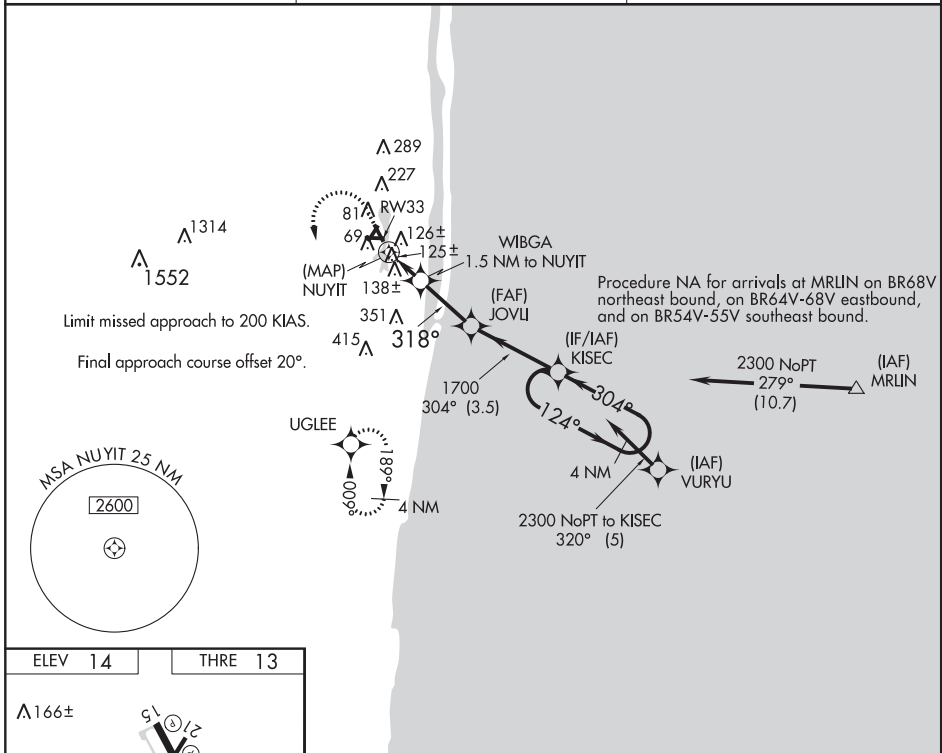 289
227
81
RW33
1314
69
126±
125±
WIBGA
1.5 NM to NUYIT
1552
(MAP)
NUYIT
138±
(FAF)
JOVLI
Procedure NA for arrivals at MRLIN on BR68V
northeast bound, on BR64V-68V eastbound,
and on BR54V-55V southeast bound.
Limit missed approach to 200 KIAS.
351
318°
(IF/IAF)
KISEC
415
Final approach course offset 20°.
2300 NoPT
279°
(10.7)
(IAF)
MRLIN
1700
304° (3.5)
304°
124°
UGLEE
189°
009°
4 NM
4 NM
(IAF)
VURYU
2300 NoPT to KISEC
320° (5)
MSA NUYIT 25 NM
2600
ELEV 14
THRE 13
166±
15
21
P